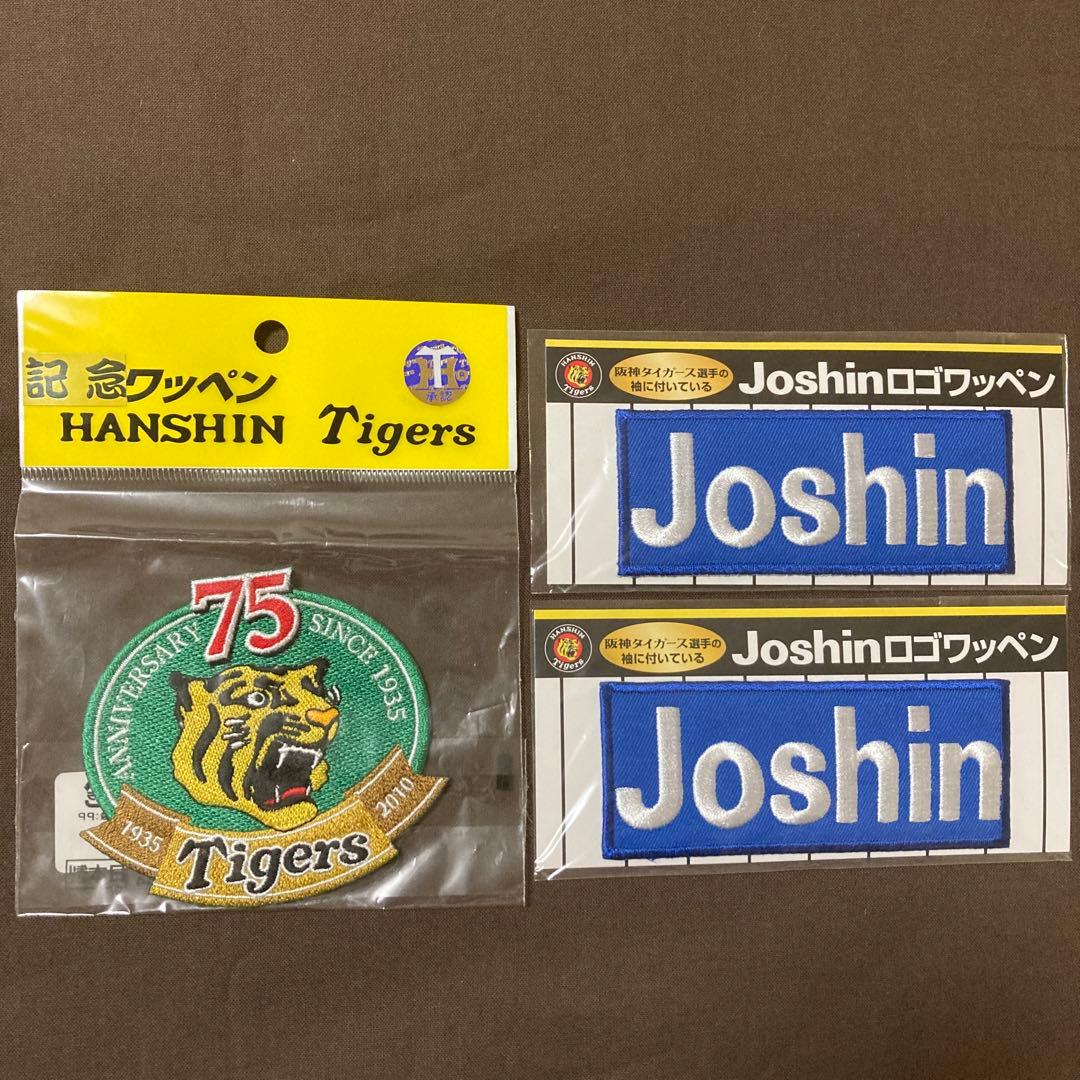 記念ワッペン
HANSHIN Tigers
T
H
承認
75
ANNIVERSARY SINCE 1935
1935 Tigers 2010
HANSHIN Tigers
阪神タイガース選手の
袖に付いている
Joshinロゴワッペン
Joshin
HANSHIN Tigers
阪神タイガース選手の
袖に付いている
Joshinロゴワッペン
Joshin